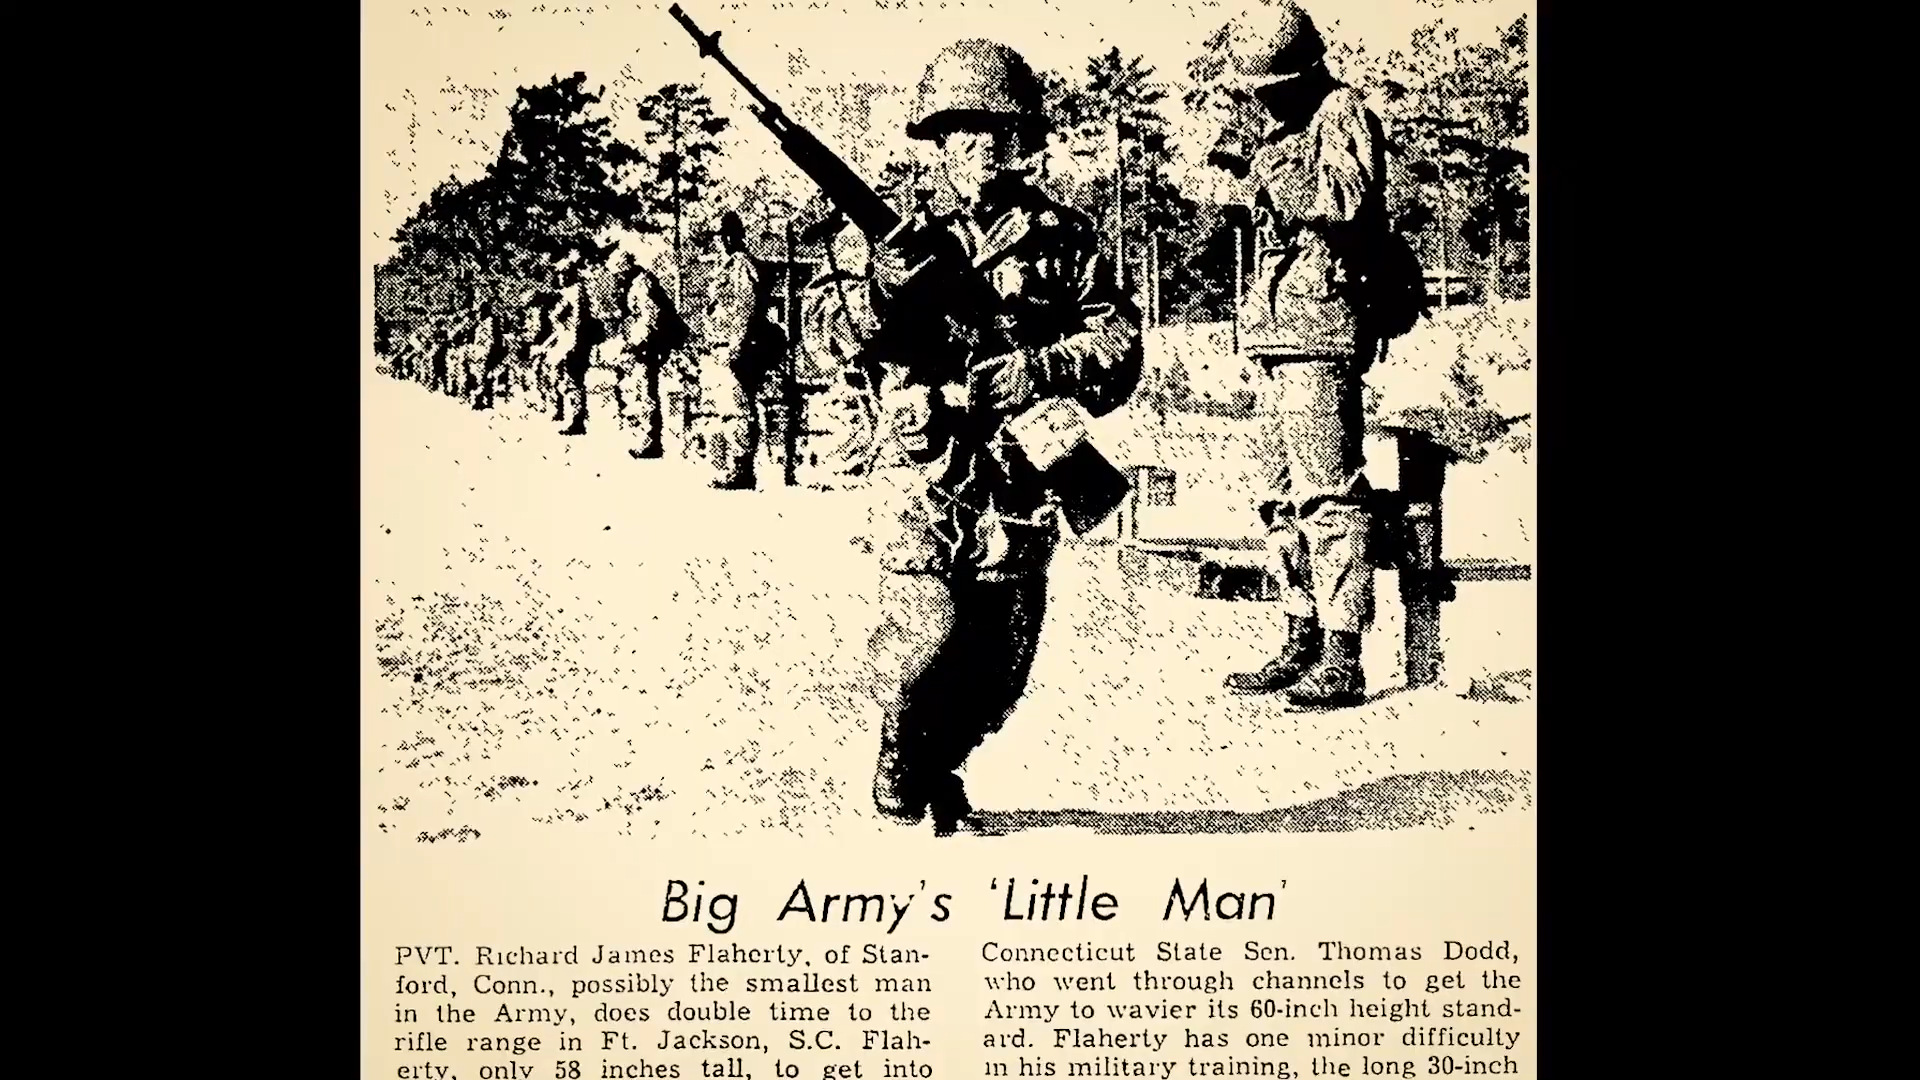 Big Army's 'Little Man'
PVT. Richard James Flaherty, of Stan-
ford, Conn., possibly the smallest man
in the Army, does double time to the
rifle range in Ft. Jackson, S.C. Flah-
erty, only 58 inches tall, to get into
Connecticut State Sen. Thomas Dodd,
who went through channels to get the
Army to wavier its 60-inch height stand-
ard. Flaherty has one minor difficulty
in his military training, the long 30-inch